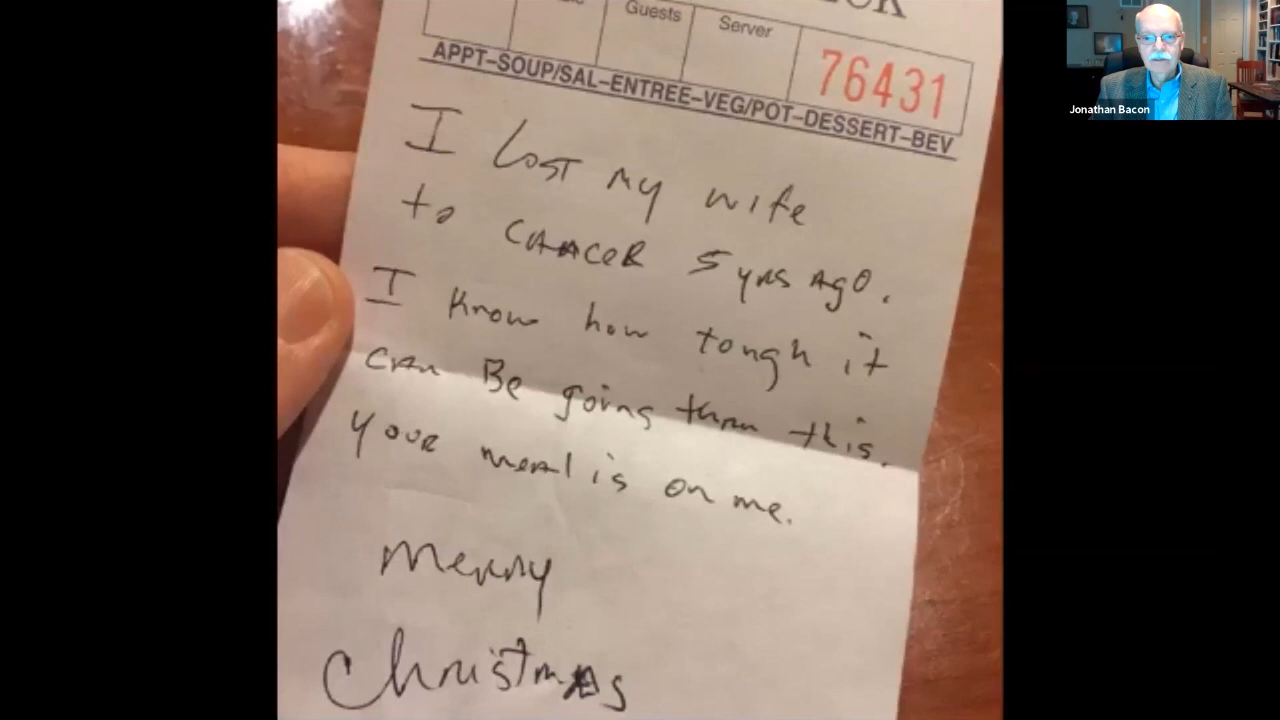 Guests
Server
76431
APPT–SOUP/SAL–ENTREE–VEG/POT–DESSERT–BEV
I Lost my wife
to cancer 5 yrs ago.
I know how tough it
can Be going thru this.
your meal is on me.
Merry
Christmas
Jonathan Bacon